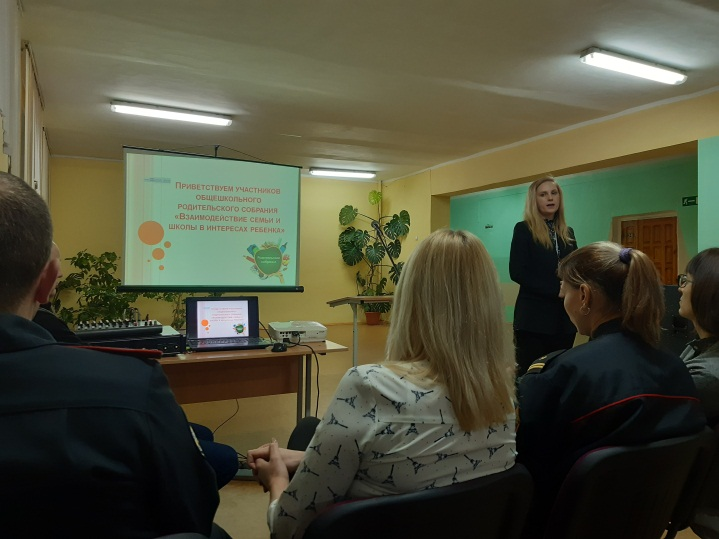 Приветствуем участников
общешкольного
родительского собрания
«Взаимодействие семьи и
школы в интересах ребенка»